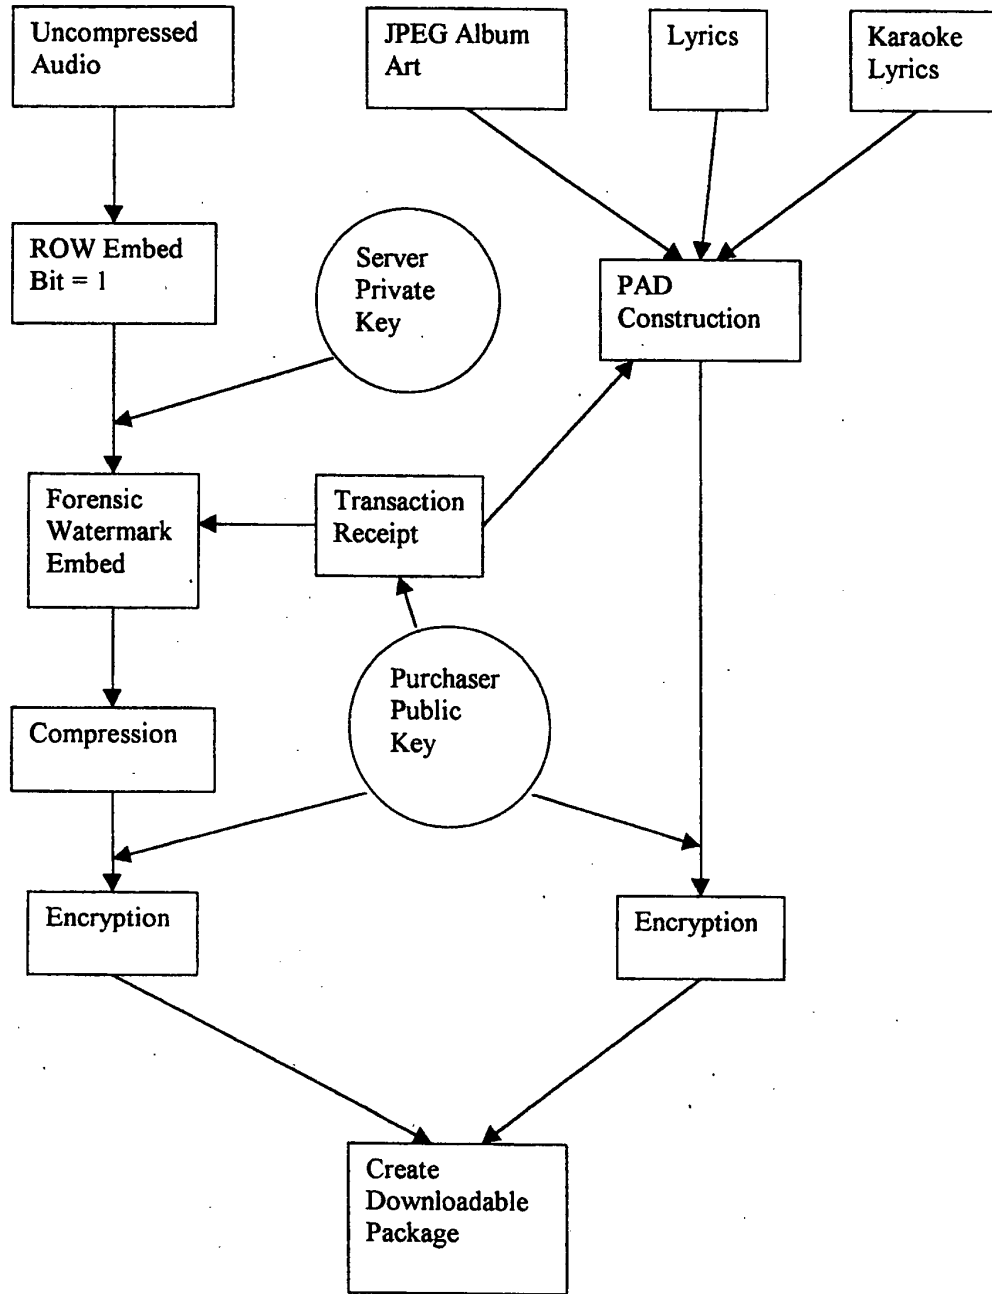 Uncompressed
Audio
JPEG Album
Art
Lyrics
Karaoke
Lyrics
ROW Embed
Bit = 1
Server
Private
Key
PAD
Construction
Forensic
Watermark
Embed
Transaction
Receipt
Purchaser
Public
Key
Compression
Encryption
Encryption
Create
Downloadable
Package